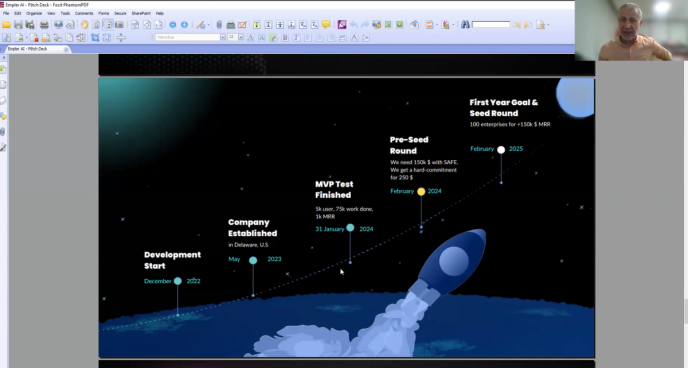 Empler AI - Pitch Deck - Foxit PhantomPDF
File Edit Organize View Tools Comments Forms Secure SharePoint Help
Empler AI - Pitch Deck
First Year Goal &
Seed Round
100 enterprises for +150k $ MRR
February 2025
Pre-Seed
Round
We need 150k $ with SAFE.
We get a hard-commitment
for 250 $
February 2024
MVP Test
Finished
5k user, 75k work done,
1k MRR
31 January 2024
Company
Established
in Delaware, U.S
May 2023
Development
Start
December 2022